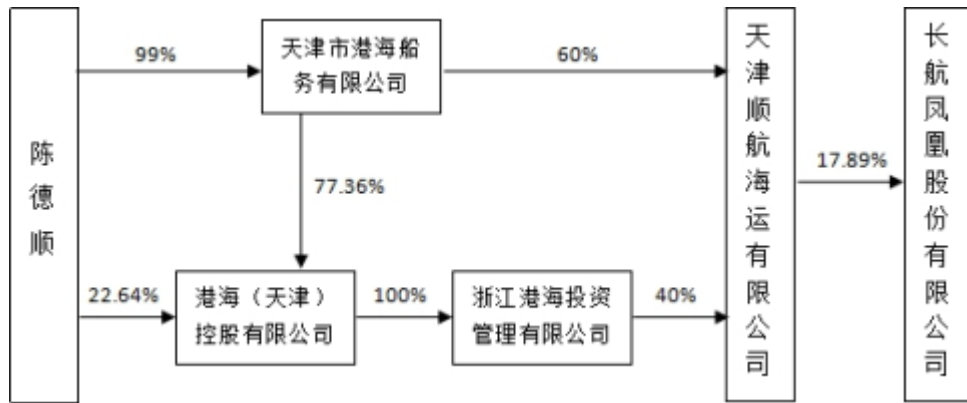 陈德顺
99%
天津市港海船
务有限公司
60%
77.36%
22.64%
港海（天津）
控股有限公司
100%
浙江港海投资
管理有限公司
40%
天津顺航海运有限公司
17.89%
长航凤凰股份有限公司